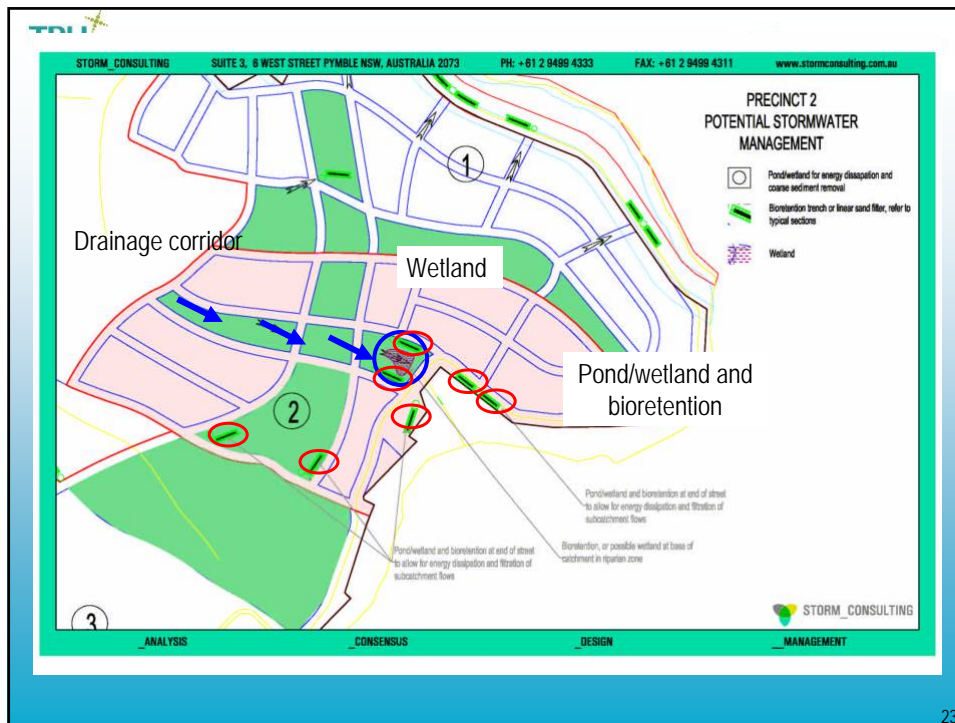 STORM_CONSULTING SUITE 3, 6 WEST STREET PYMBLE NSW, AUSTRALIA 2073 PH: +61 2 9499 4333 FAX: +61 2 9499 4311 www.stormconsulting.com.au
PRECINCT 2
POTENTIAL STORMWATER
MANAGEMENT
Pond/wetland for energy dissapation and
coarse sediment removal
Bioretention trench or linear sand filter, refer to
typical sections
Wetland
1
Drainage corridor
Wetland
Pond/wetland and
bioretention
2
Pond/wetland and bioretention at end of street
to allow for energy dissipation and filtration of
subcatchment flows
Bioretention, or possible wetland at base of
catchment in riparian zone
Pond/wetland and bioretention at end of street
to allow for energy dissipation and filtration of
subcatchment flows
3
STORM_CONSULTING
_ANALYSIS _CONSENSUS _DESIGN __MANAGEMENT
23